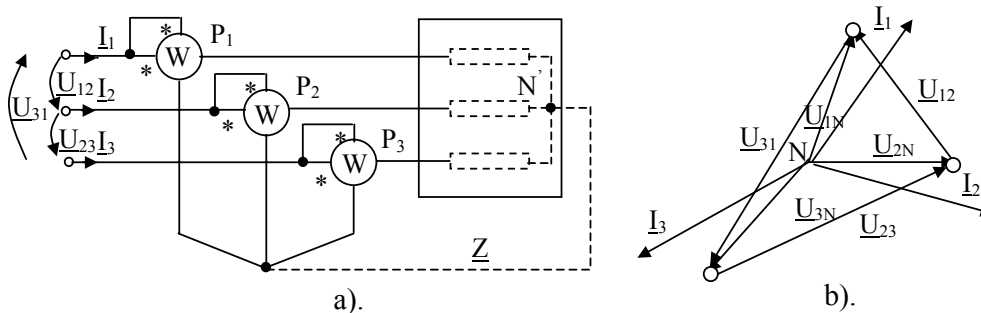 I1 * W P1
*
U12
I2 * W P2
*
U31
U23 I3 * W P3
*
N'
Z
a).
I1
U12
U1N
U31
N
U2N
I2
U3N
U23
I3
b).